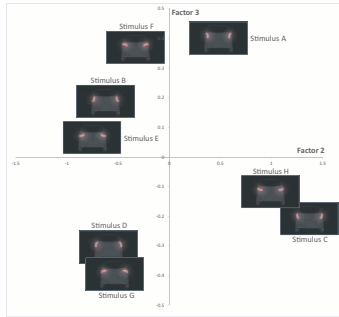 0.5
Factor 3
Stimulus F
Stimulus A
0.4
0.3
Stimulus B
0.2
0.1
Stimulus E
Factor 2
-1.5
-1
-0.5
0
0.5
1
1.5
Stimulus H
-0.1
-0.2
Stimulus D
Stimulus C
-0.3
-0.4
Stimulus G
-0.5